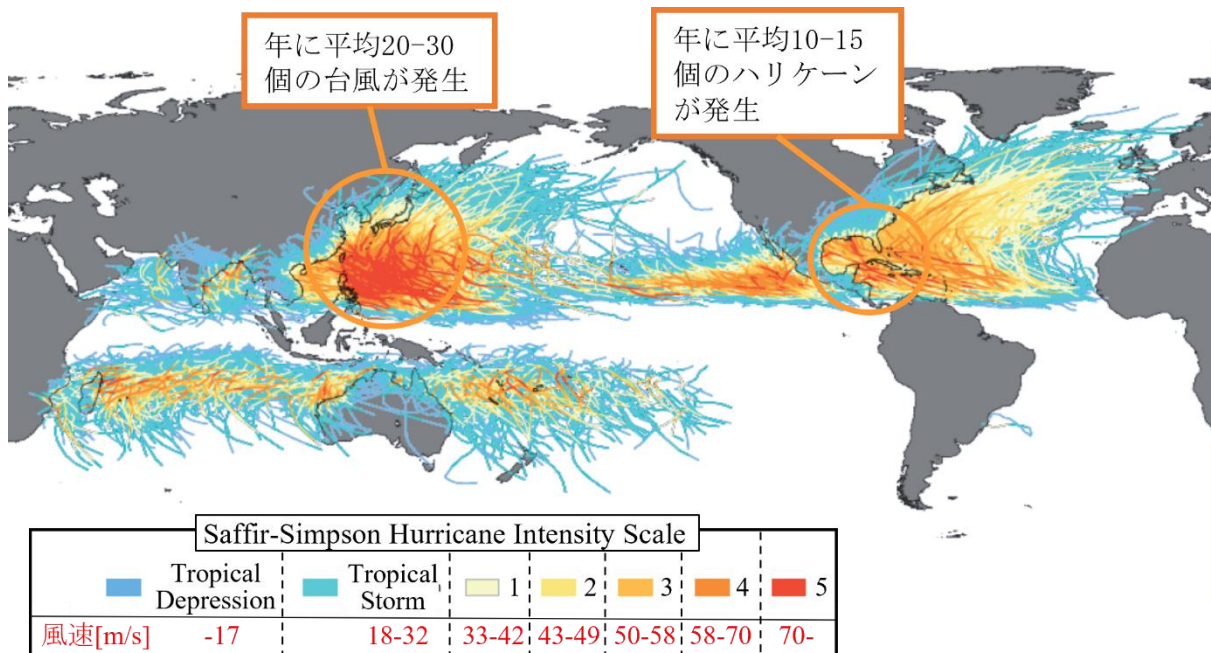 年に平均20-30
個の台風が発生
年に平均10-15
個のハリケーン
が発生
Saffir-Simpson Hurricane Intensity Scale
Tropical Depression Tropical Storm 1 2 3 4 5
風速[m/s] -17 18-32 33-42 43-49 50-58 58-70 70-